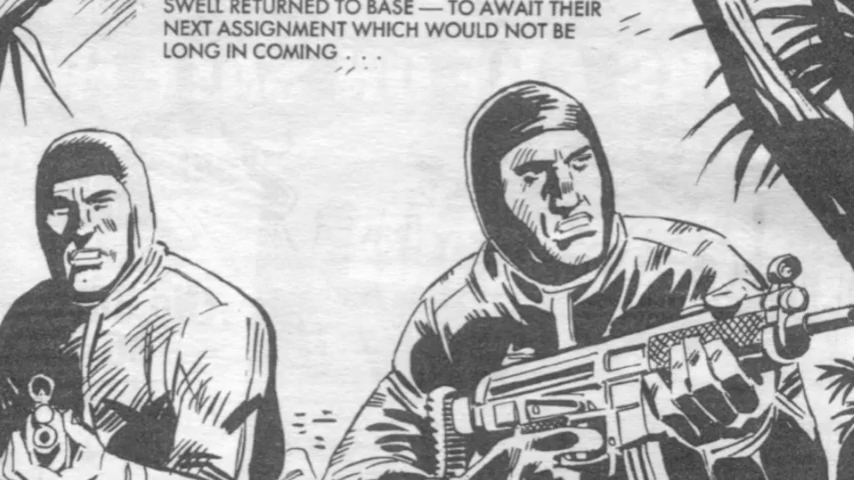 SWELL RETURNED TO BASE — TO AWAIT THEIR
NEXT ASSIGNMENT WHICH WOULD NOT BE
LONG IN COMING . . .